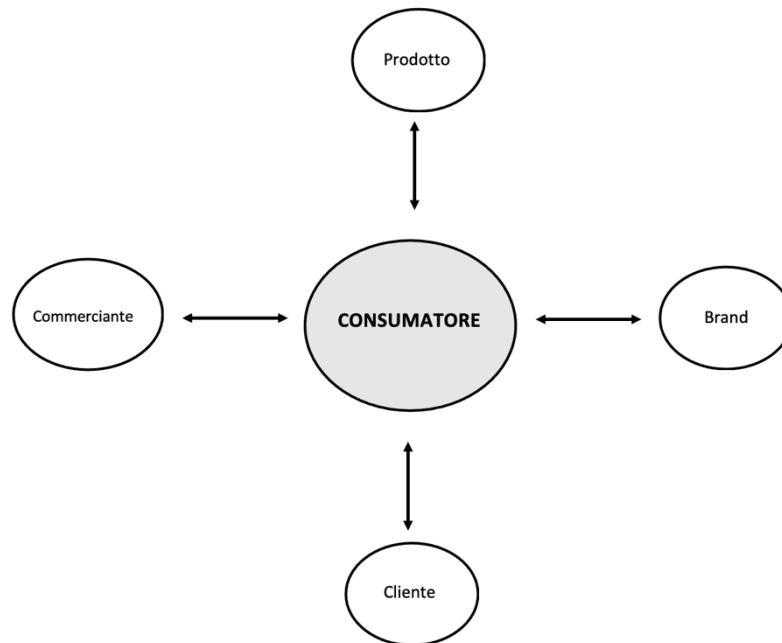 Prodotto
Commerciante
CONSUMATORE
Brand
Cliente